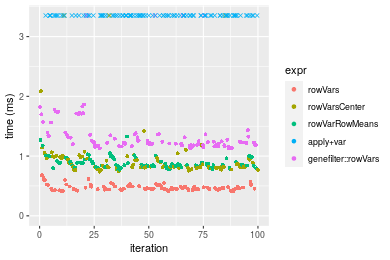 3
2
1
0
time (ms)
0
25
50
75
100
iteration
expr
rowVars
rowVarsCenter
rowVarRowMeans
apply+var
genefilter::rowVars